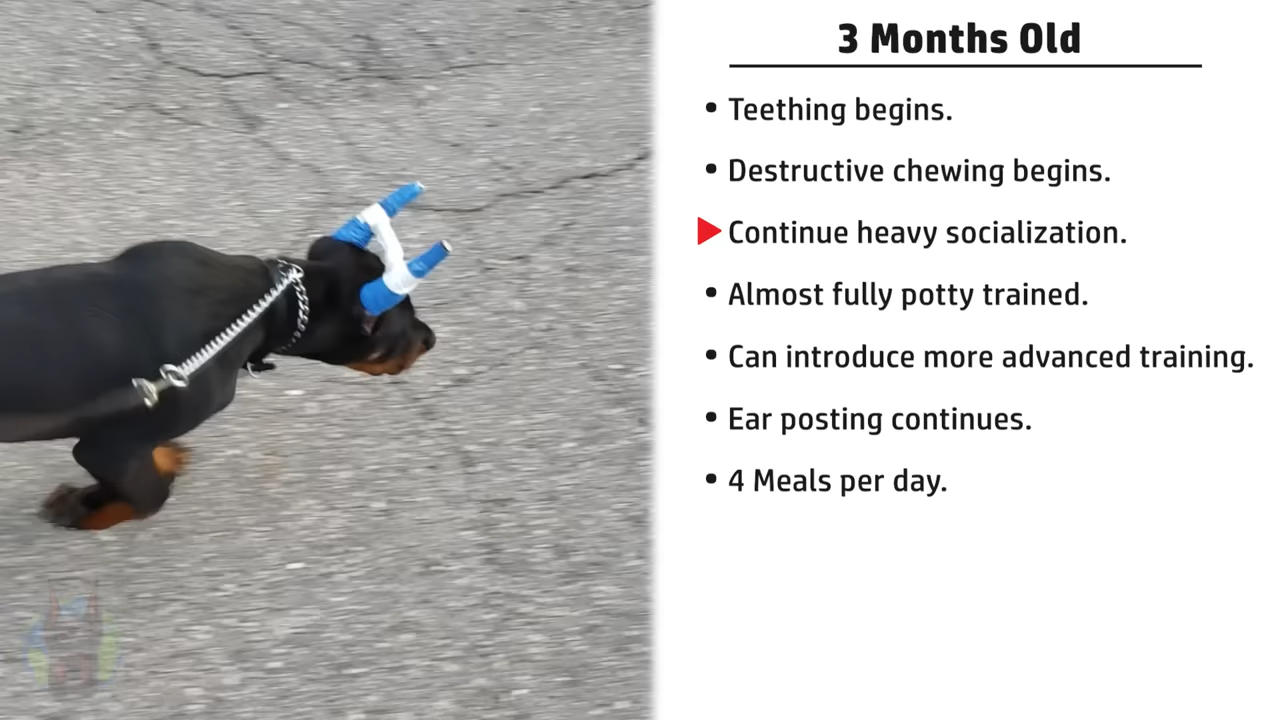 3 Months Old
• Teething begins.
• Destructive chewing begins.
Continue heavy socialization.
• Almost fully potty trained.
• Can introduce more advanced training.
• Ear posting continues.
• 4 Meals per day.